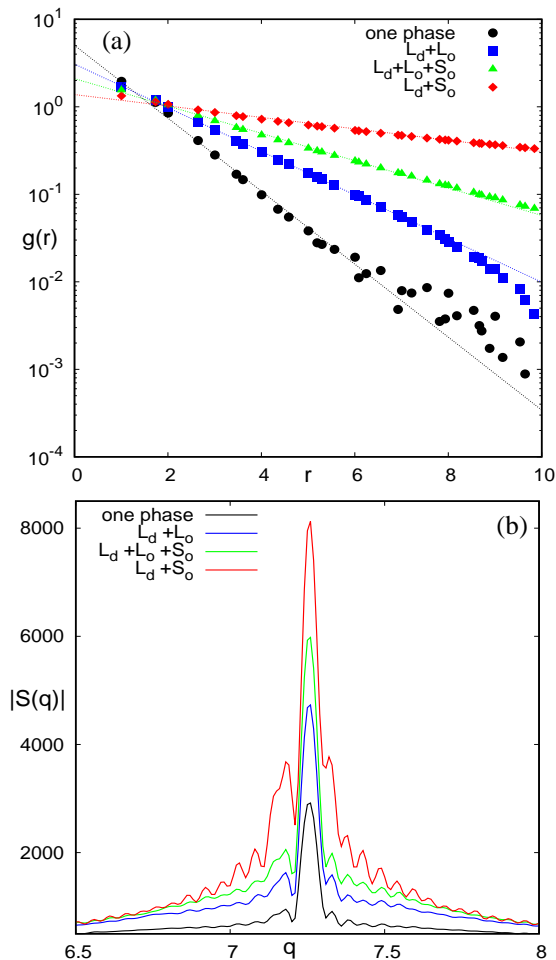 (a)
one phase
L_d+L_o
L_d+L_o+S_o
L_d+S_o
10^1
10^0
10^-1
g(r)
10^-2
10^-3
10^-4
0 2 4 r 6 8 10
(b)
one phase
L_d +L_o
L_d +L_o +S_o
L_d +S_o
8000
6000
|S(q)|
4000
2000
6.5 7 q 7.5 8